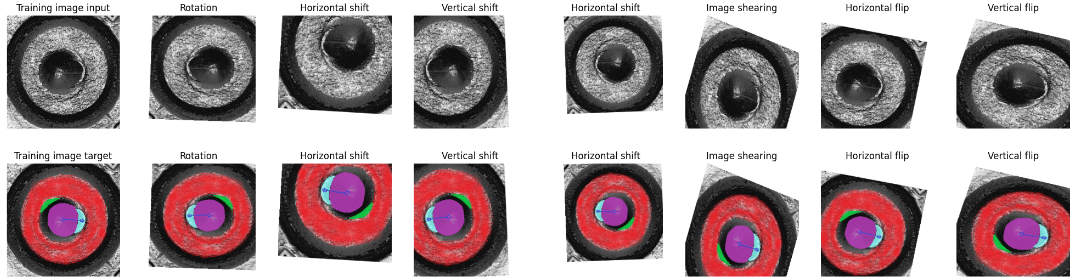 Training image input Rotation Horizontal shift Vertical shift Horizontal shift Image shearing Horizontal flip Vertical flip
Training image target Rotation Horizontal shift Vertical shift Horizontal shift Image shearing Horizontal flip Vertical flip